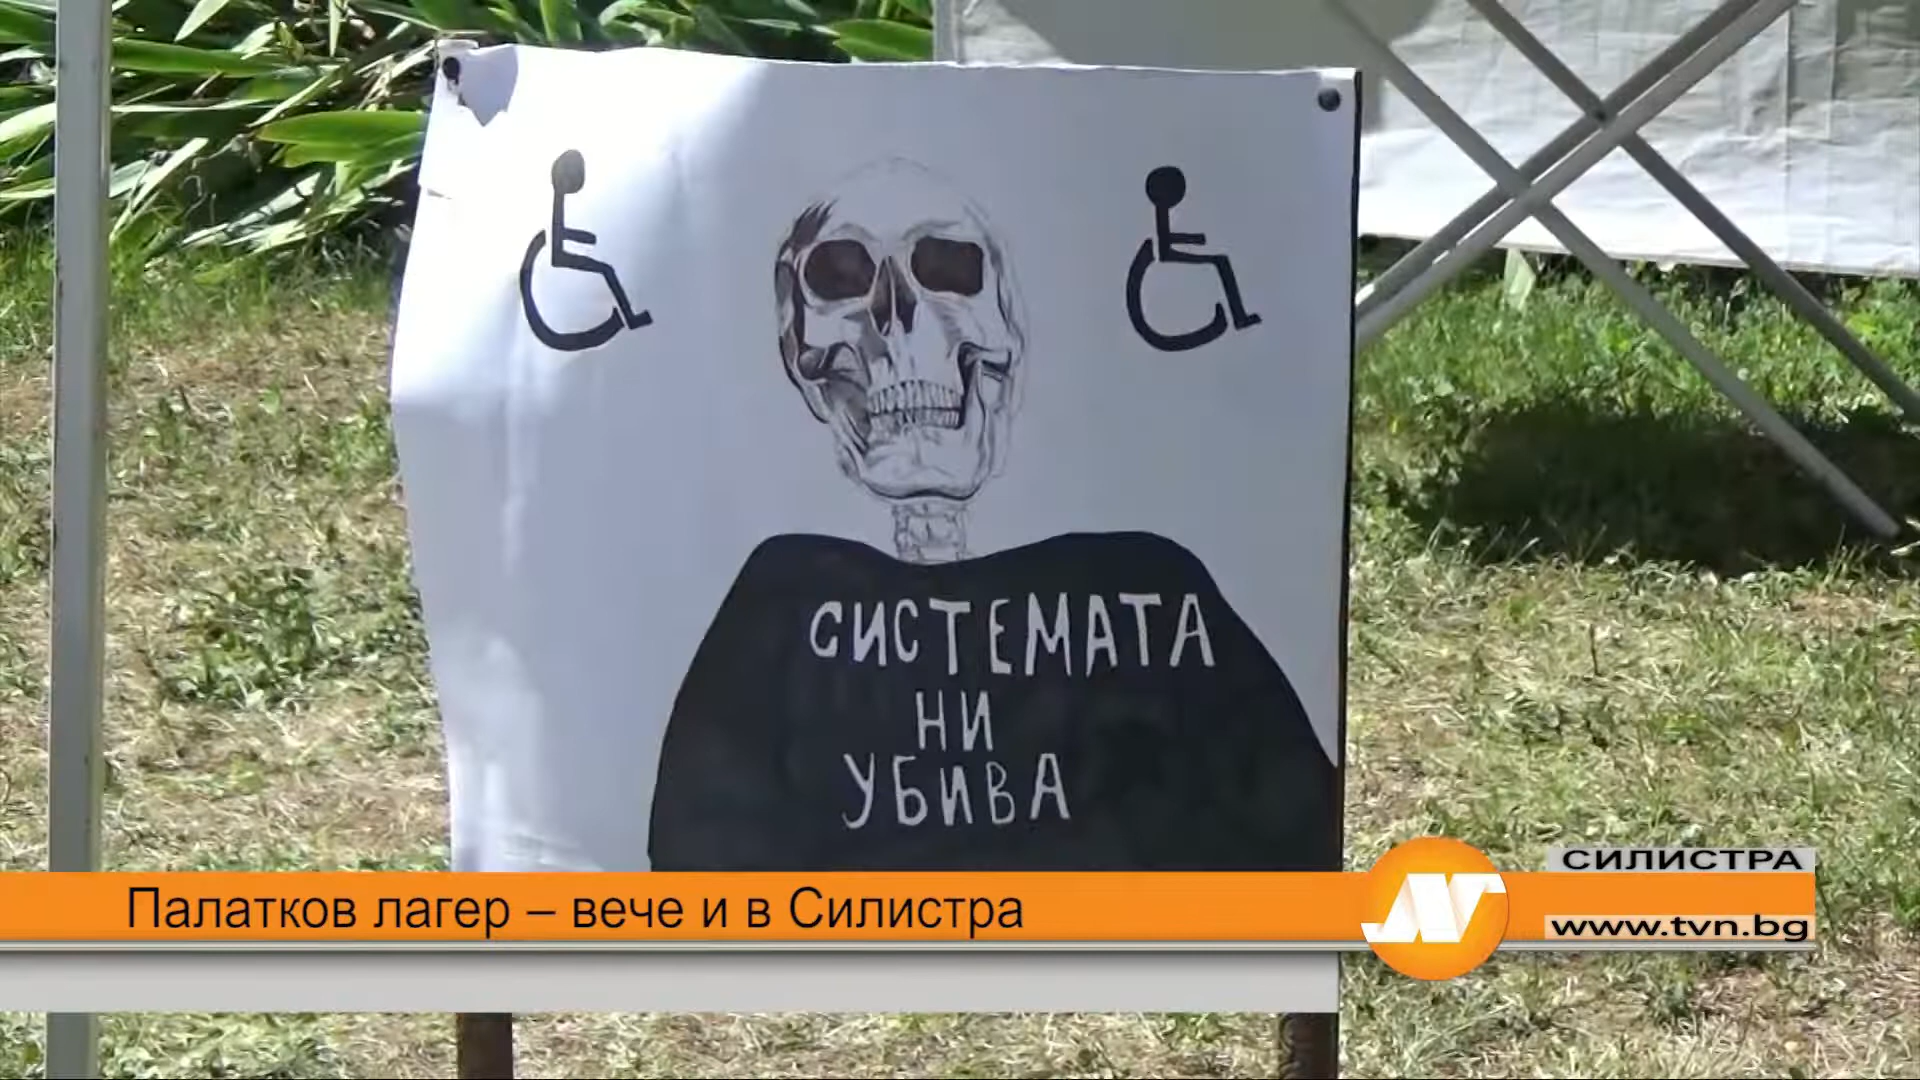 СИСТЕМАТА
НИ
УБИВА
СИЛИСТРА
Палатков лагер – вече и в Силистра
www.tvn.bg